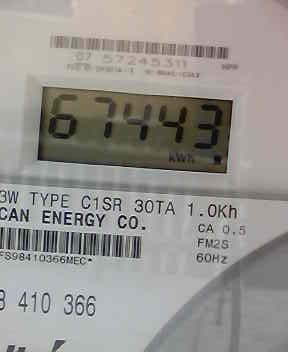 07 57245311
67443
kWh
3W TYPE C1SR 30TA 1.0Kh
CAN ENERGY CO.
CA 0.5
FM2S
FS98410366MEC*
60Hz
8 410 366